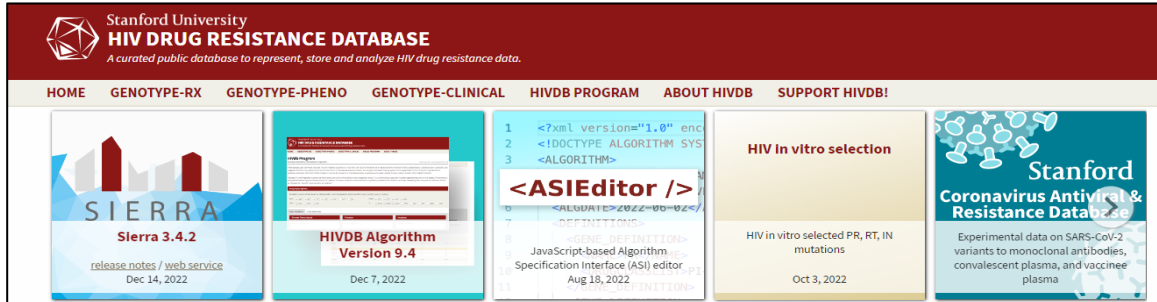 Stanford University
HIV DRUG RESISTANCE DATABASE
A curated public database to represent, store and analyze HIV drug resistance data.
HOME GENOTYPE-RX GENOTYPE-PHENO GENOTYPE-CLINICAL HIVDB PROGRAM ABOUT HIVDB SUPPORT HIVDB!
SIERRA
Sierra 3.4.2
release notes / web service
Dec 14, 2022
HIVDB Algorithm
Version 9.4
Dec 7, 2022
1 <?xml version="1.0" enc
2 <!DOCTYPE ALGORITHM SYS
3 <ALGORITHM>
<ASIEditor />
<ALGDATE>2022-06-02</
7 <DEFINITIONS>
8 <GENE_DEFINITION>
JavaScript-based Algorithm
Specification Interface (ASI) editor
Aug 18, 2022
11
HIV in vitro selection
HIV in vitro selected PR, RT, IN
mutations
Oct 3, 2022
Stanford
Coronavirus Antiviral &
Resistance Database
Experimental data on SARS-CoV-2
variants to monoclonal antibodies,
convalescent plasma, and vaccinee
plasma